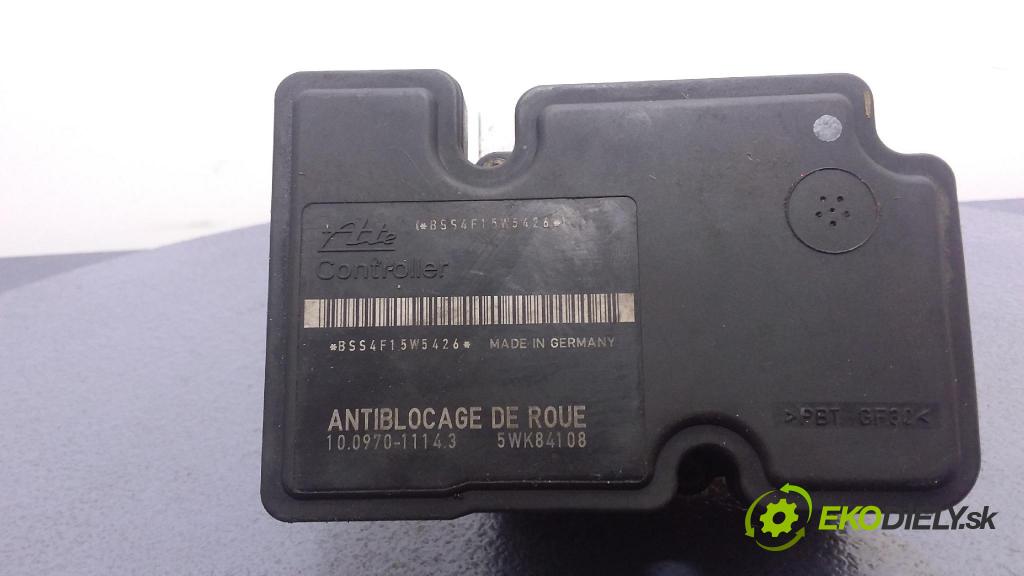 Ate
(*BSS4F15W5426*)
Controller
*BSS4F15W5426* MADE IN GERMANY
ANTIBLOCAGE DE ROUE
10.0970-1114.3 5WK84108
>PBT GF30<
EKODIELY.sk